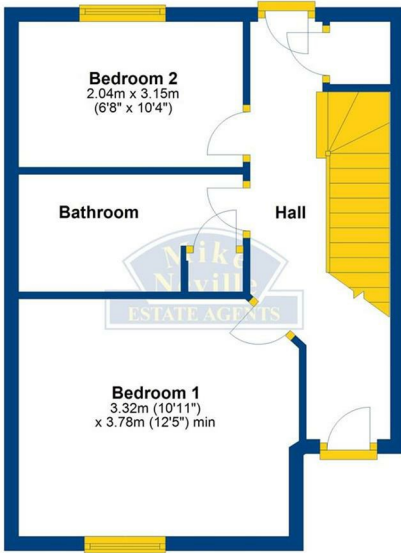 Bedroom 2
2.04m x 3.15m
(6'8" x 10'4")
Bathroom
Hall
Mike
Neville
ESTATE AGENTS
Bedroom 1
3.32m (10'11")
x 3.78m (12'5") min